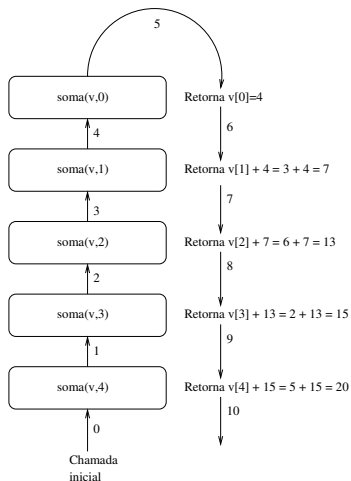 5
soma(v,0)
Retorna v[0]=4
4
6
soma(v,1)
Retorna v[1] + 4 = 3 + 4 = 7
3
7
soma(v,2)
Retorna v[2] + 7 = 6 + 7 = 13
2
8
soma(v,3)
Retorna v[3] + 13 = 2 + 13 = 15
1
9
soma(v,4)
Retorna v[4] + 15 = 5 + 15 = 20
0
10
Chamada
inicial